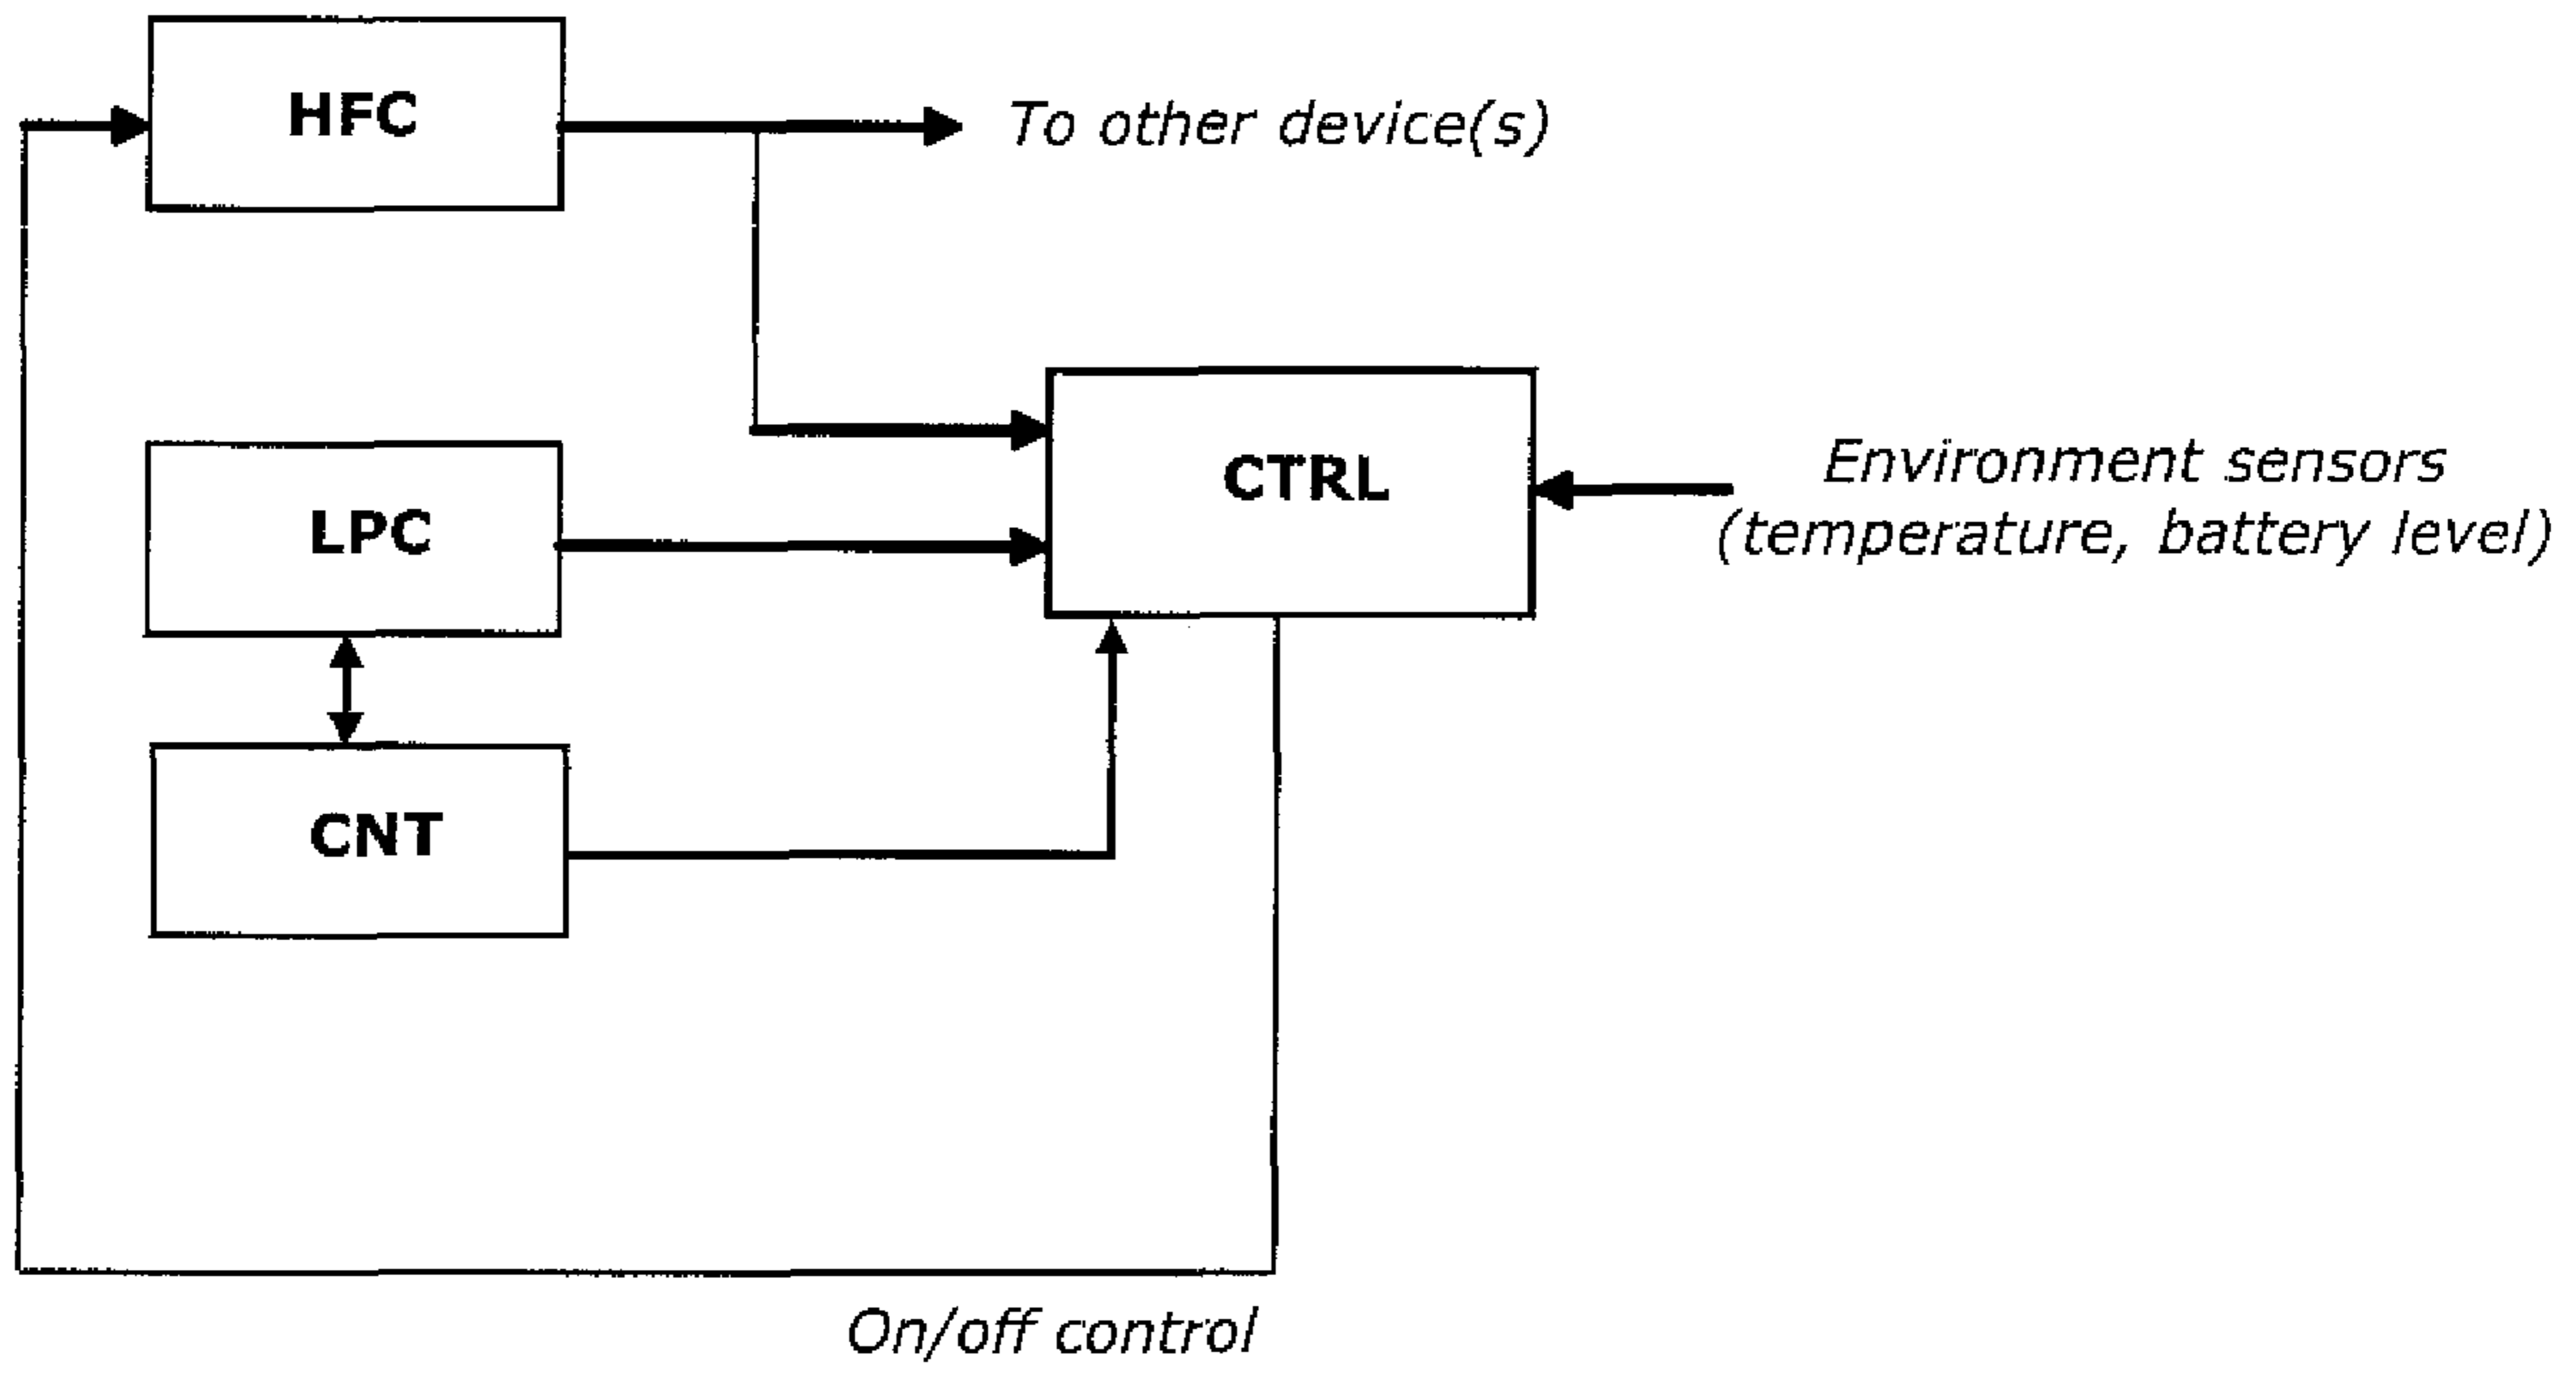 HFC
To other device(s)
CTRL
Environment sensors
(temperature, battery level)
LPC
CNT
On/off control